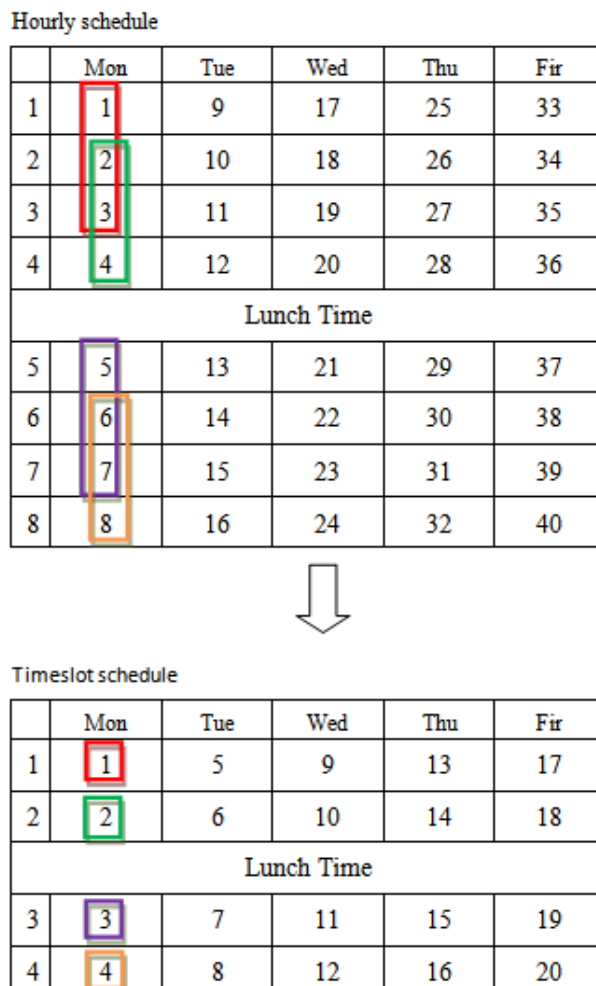 Hourly schedule
Mon Tue Wed Thu Fir
1 1 9 17 25 33
2 2 10 18 26 34
3 3 11 19 27 35
4 4 12 20 28 36
Lunch Time
5 5 13 21 29 37
6 6 14 22 30 38
7 7 15 23 31 39
8 8 16 24 32 40
Timeslot schedule
Mon Tue Wed Thu Fir
1 1 5 9 13 17
2 2 6 10 14 18
Lunch Time
3 3 7 11 15 19
4 4 8 12 16 20